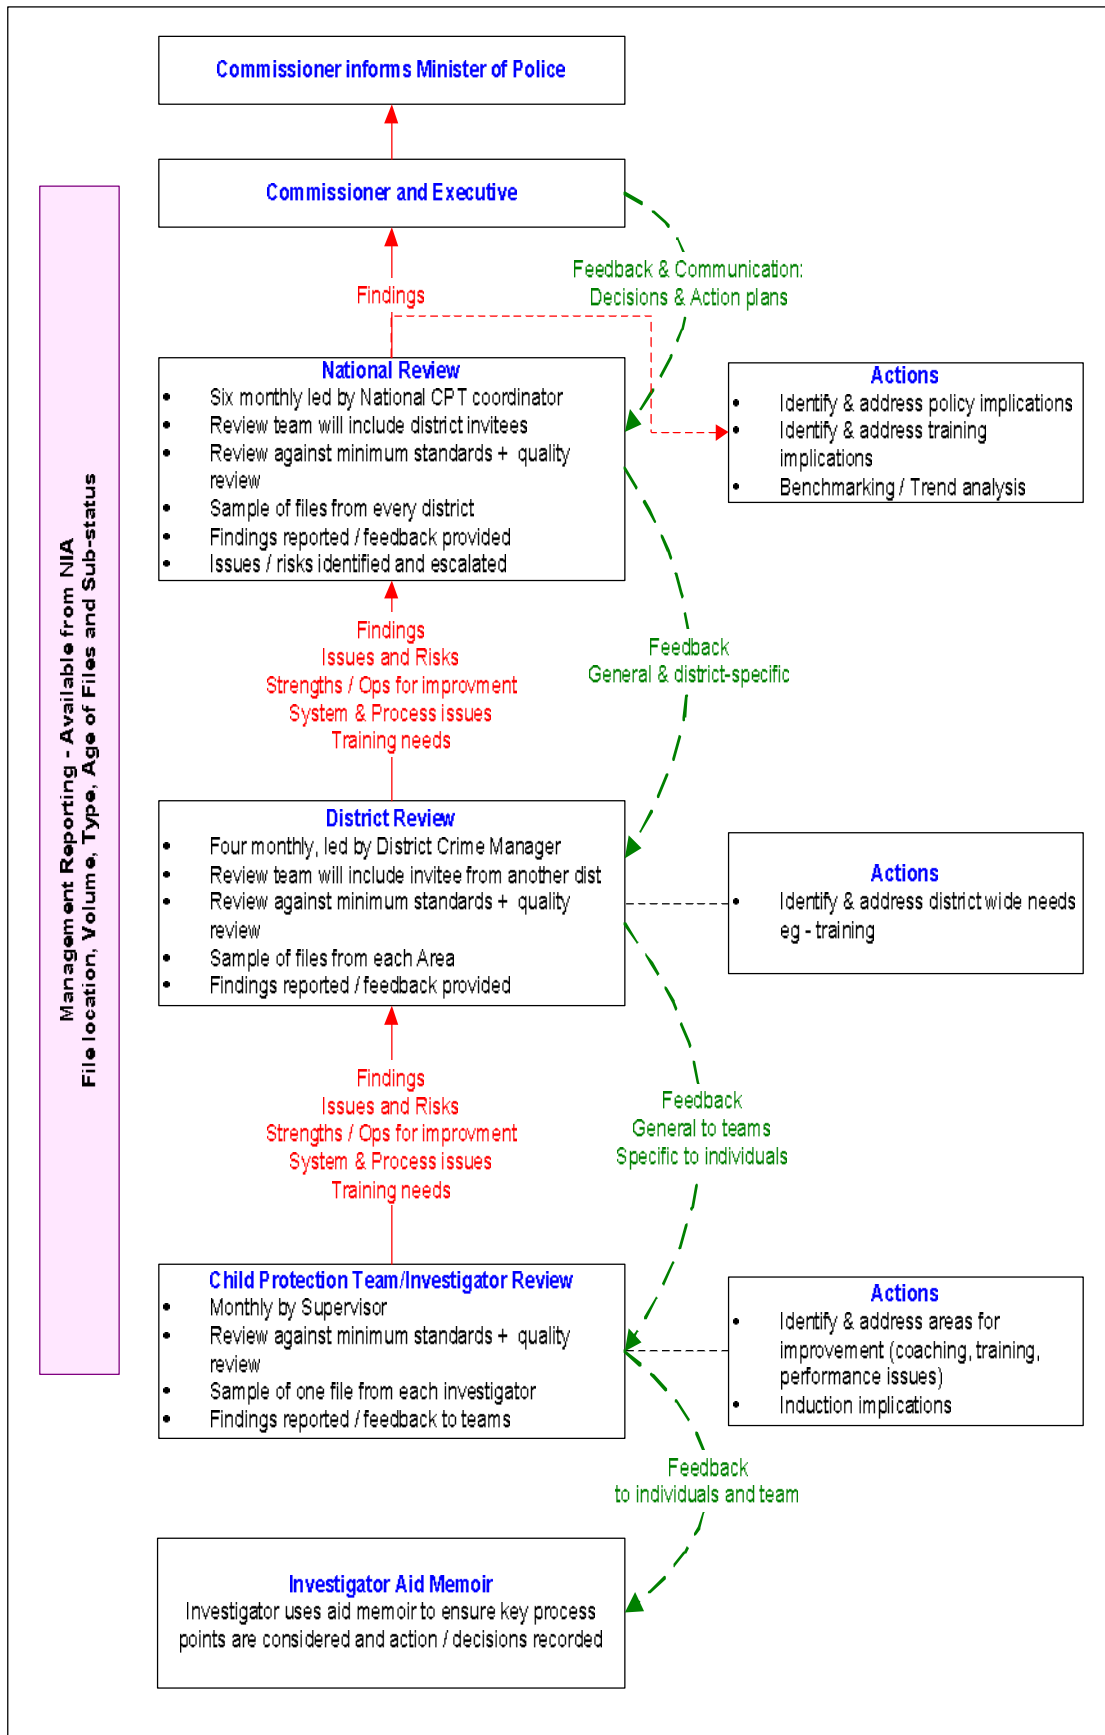 Commissioner informs Minister of Police
Commissioner and Executive
Feedback & Communication:
Decisions & Action plans
Findings
National Review
• Six monthly led by National CPT coordinator
• Review team will include district invitees
• Review against minimum standards + quality
review
• Sample of files from every district
• Findings reported / feedback provided
• Issues / risks identified and escalated
Actions
• Identify & address policy implications
• Identify & address training
implications
• Benchmarking / Trend analysis
Findings
Issues and Risks
Strengths / Ops for improvment
System & Process issues
Training needs
Feedback
General & district-specific
District Review
• Four monthly, led by District Crime Manager
• Review team will include invitee from another dist
• Review against minimum standards + quality
review
• Sample of files from each Area
• Findings reported / feedback provided
Actions
• Identify & address district wide needs
eg - training
Findings
Issues and Risks
Strengths / Ops for improvment
System & Process issues
Training needs
Feedback
General to teams
Specific to individuals
Child Protection Team/Investigator Review
• Monthly by Supervisor
• Review against minimum standards + quality
review
• Sample of one file from each investigator
• Findings reported / feedback to teams
Actions
• Identify & address areas for
improvement (coaching, training,
performance issues)
• Induction implications
Feedback
to individuals and team
Investigator Aid Memoir
Investigator uses aid memoir to ensure key process
points are considered and action / decisions recorded
Management Reporting - Available from NIA
File location, Volume, Type, Age of Files and Sub-status